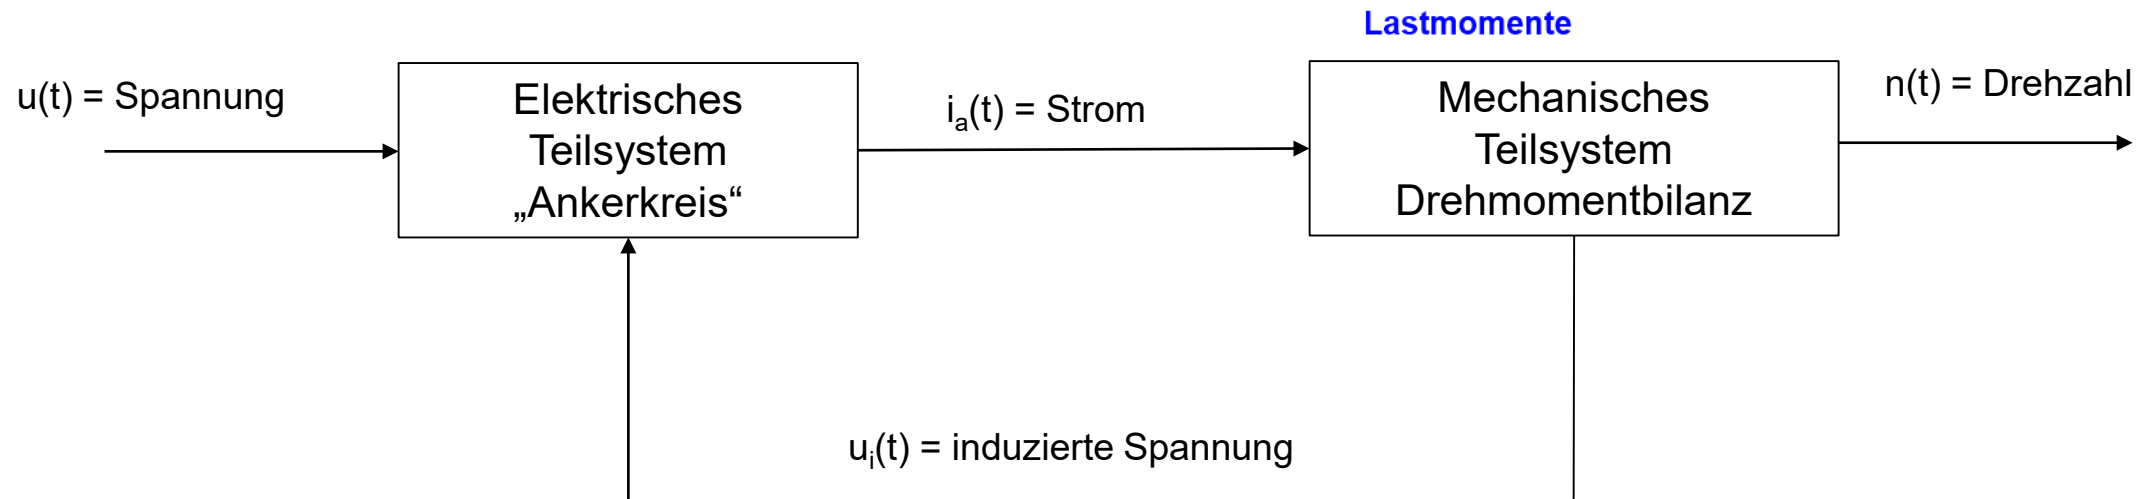 Lastmomente
u(t) = Spannung
Elektrisches
Teilsystem
„Ankerkreis“
iₐ(t) = Strom
Mechanisches
Teilsystem
Drehmomentbilanz
n(t) = Drehzahl
uᵢ(t) = induzierte Spannung